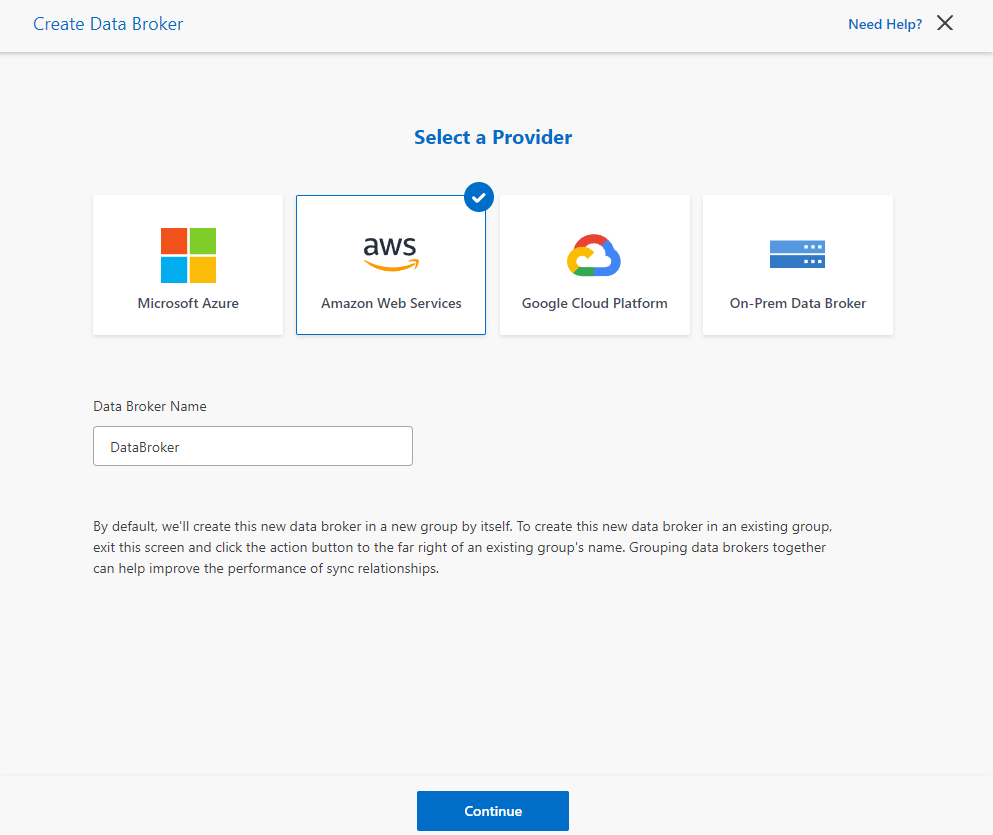 Create Data Broker
Need Help?
Select a Provider
aws
Microsoft Azure
Amazon Web Services
Google Cloud Platform
On-Prem Data Broker
Data Broker Name
DataBroker
By default, we'll create this new data broker in a new group by itself. To create this new data broker in an existing group,
exit this screen and click the action button to the far right of an existing group's name. Grouping data brokers together
can help improve the performance of sync relationships.
Continue